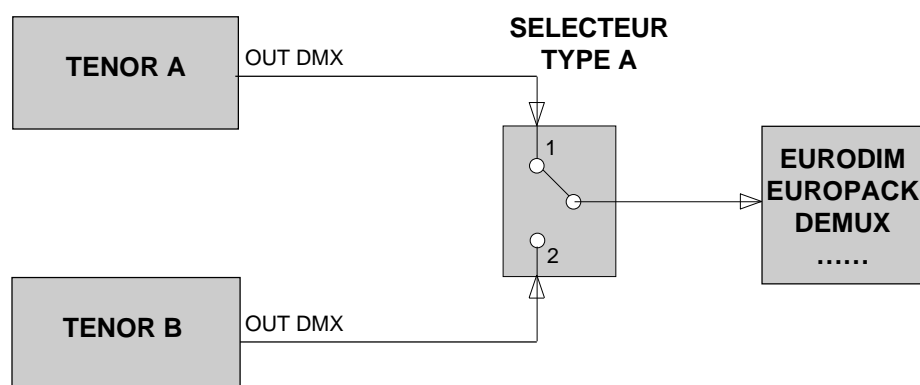 TENOR A
OUT DMX
SELECTEUR
TYPE A
1
2
EURODIM
EUROPACK
DEMUX
......
TENOR B
OUT DMX